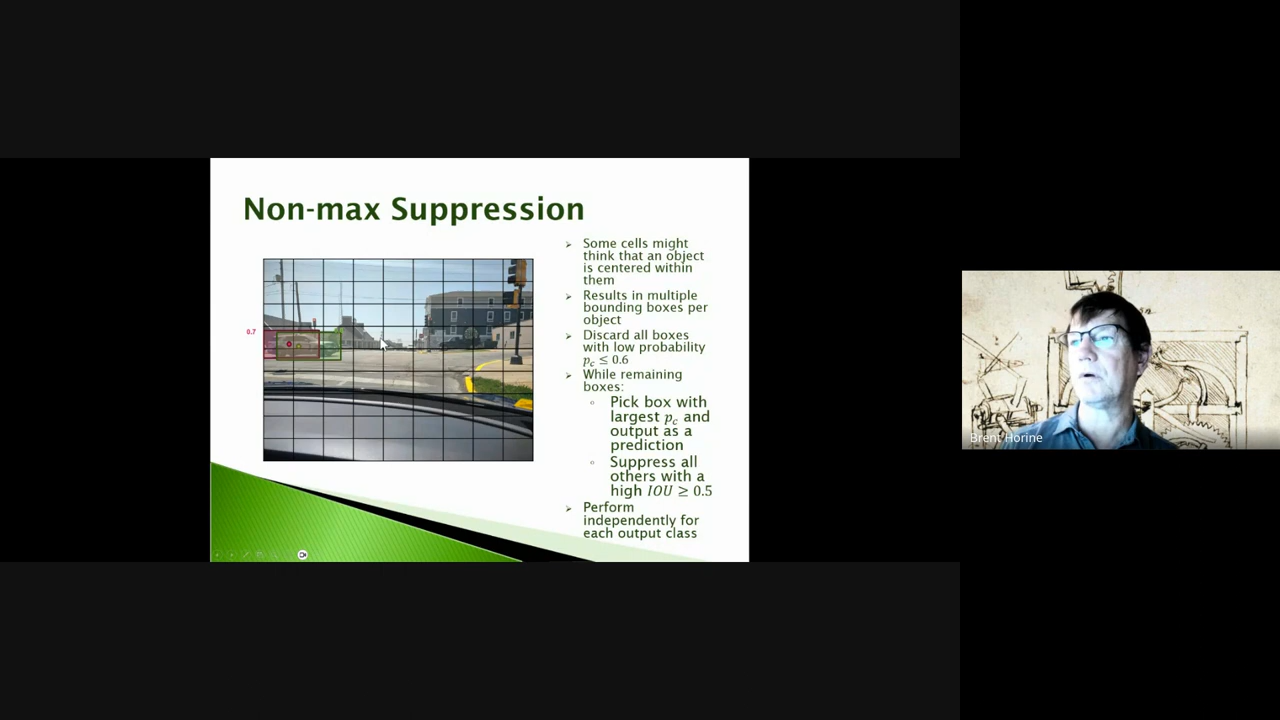 Non-max Suppression
0.7
➢ Some cells might
think that an object
is centered within
them
➢ Results in multiple
bounding boxes per
object
➢ Discard all boxes
with low probability
p_c ≤ 0.6
➢ While remaining
boxes:
Pick box with
largest p_c and
output as a
prediction
Suppress all
others with a
high IOU ≥ 0.5
➢ Perform
independently for
each output class
Brent Horine